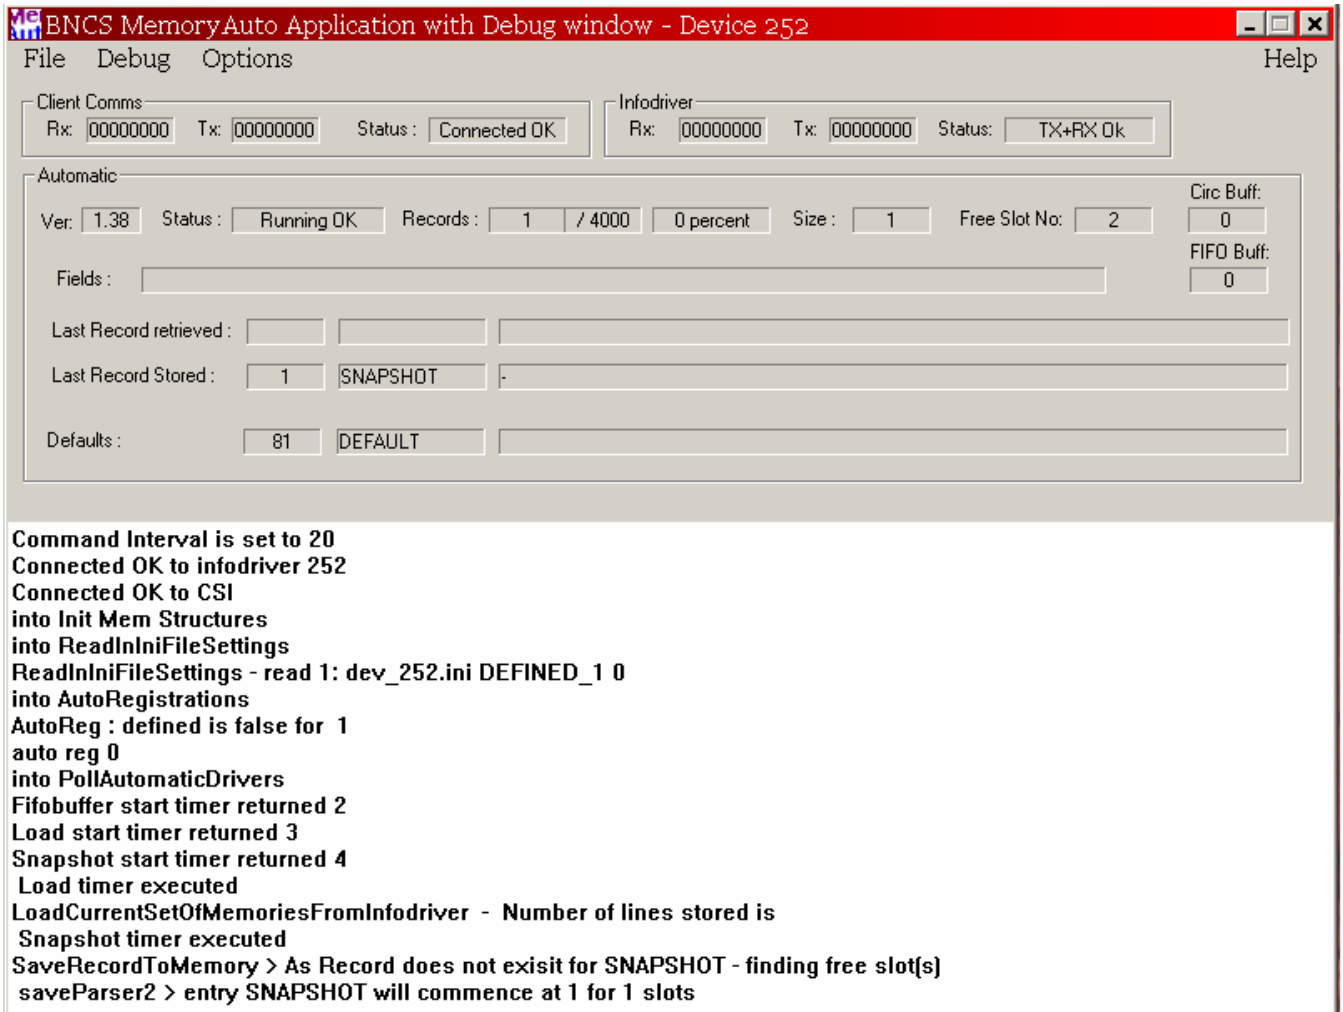 BNCS MemoryAuto Application with Debug window - Device 252
File Debug Options Help
Client Comms Infodriver
Rx: 00000000 Tx: 00000000 Status : Connected OK Rx: 00000000 Tx: 00000000 Status: TX+RX Ok
Automatic
Circ Buff:
Ver: 1.38 Status : Running OK Records : 1 / 4000 0 percent Size : 1 Free Slot No: 2 0
FIFO Buff:
Fields : 0
Last Record retrieved :
Last Record Stored : 1 SNAPSHOT -
Defaults : 81 DEFAULT
Command Interval is set to 20
Connected OK to infodriver 252
Connected OK to CSI
into Init Mem Structures
into ReadInIniFileSettings
ReadInIniFileSettings - read 1: dev_252.ini DEFINED_1 0
into AutoRegistrations
AutoReg : defined is false for 1
auto reg 0
into PollAutomaticDrivers
Fifobuffer start timer returned 2
Load start timer returned 3
Snapshot start timer returned 4
Load timer executed
LoadCurrentSetOfMemoriesFromInfodriver - Number of lines stored is
Snapshot timer executed
SaveRecordToMemory > As Record does not exisit for SNAPSHOT - finding free slot(s)
saveParser2 > entry SNAPSHOT will commence at 1 for 1 slots